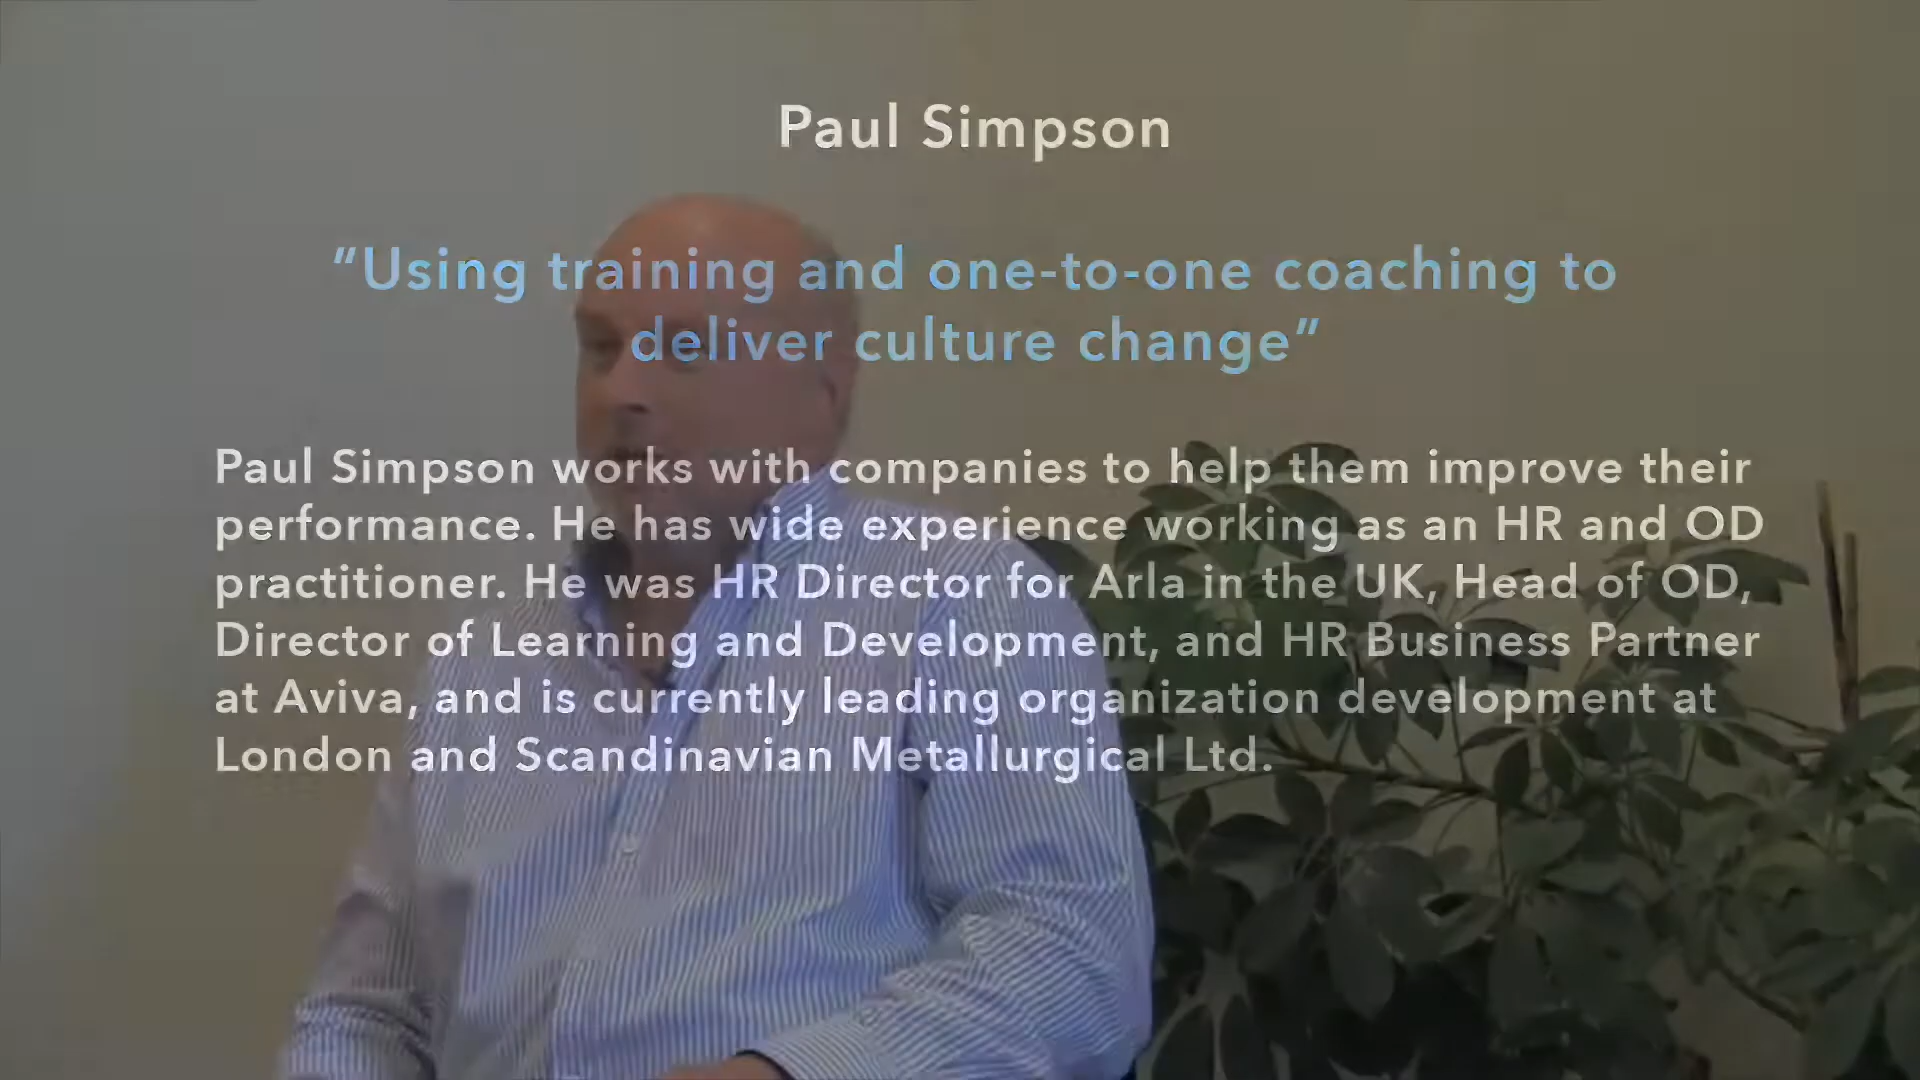 Paul Simpson
“Using training and one-to-one coaching to
deliver culture change”
Paul Simpson works with companies to help them improve their
performance. He has wide experience working as an HR and OD
practitioner. He was HR Director for Arla in the UK, Head of OD,
Director of Learning and Development, and HR Business Partner
at Aviva, and is currently leading organization development at
London and Scandinavian Metallurgical Ltd.